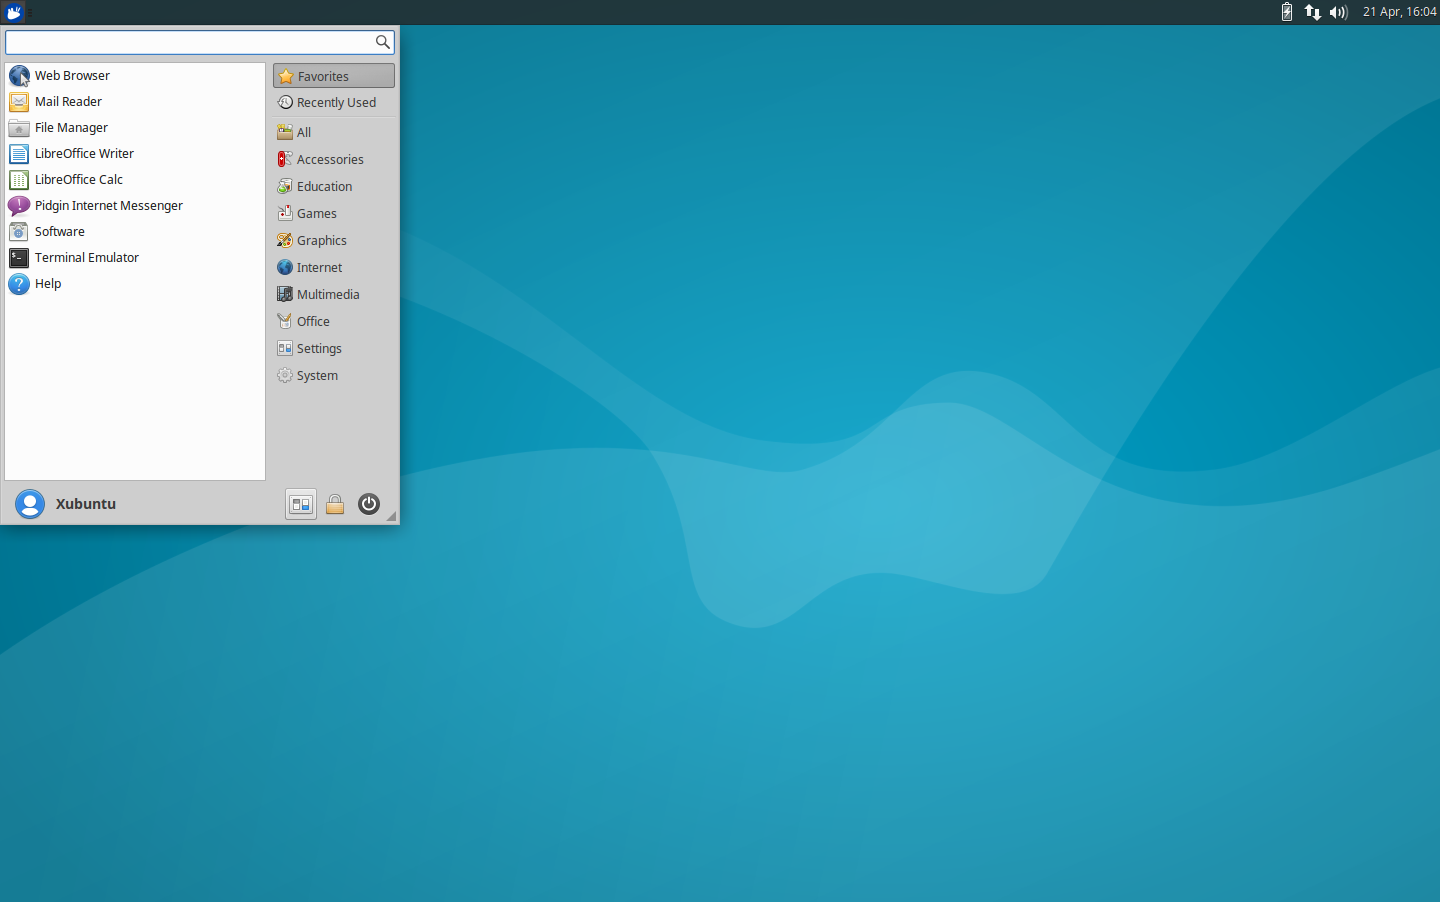 21 Apr, 16:04
Web Browser
Mail Reader
File Manager
LibreOffice Writer
LibreOffice Calc
Pidgin Internet Messenger
Software
Terminal Emulator
Help
Favorites
Recently Used
All
Accessories
Education
Games
Graphics
Internet
Multimedia
Office
Settings
System
Xubuntu